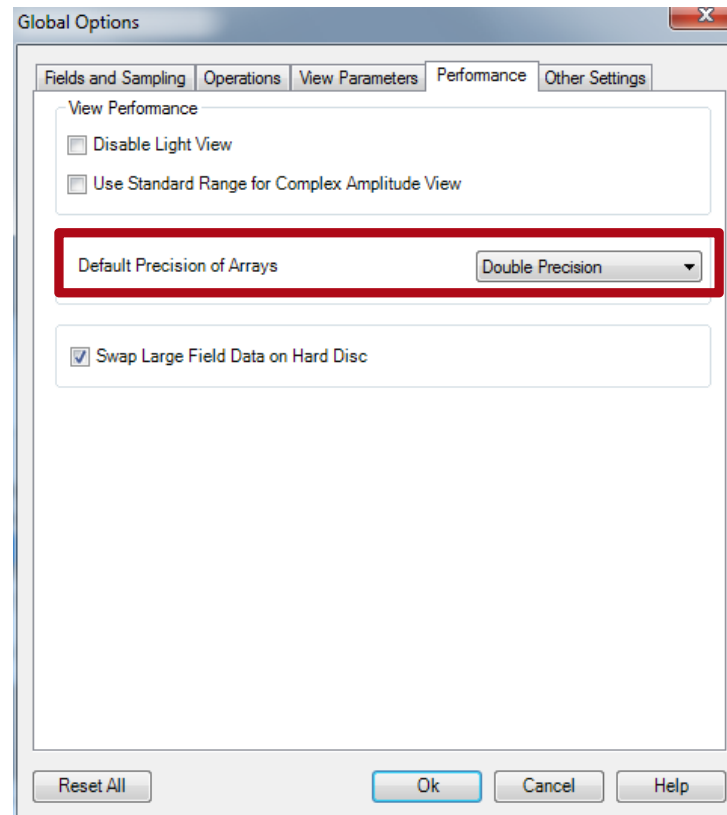 Global Options
Fields and Sampling Operations View Parameters Performance Other Settings
View Performance
Disable Light View
Use Standard Range for Complex Amplitude View
Default Precision of Arrays Double Precision
Swap Large Field Data on Hard Disc
Reset All Ok Cancel Help